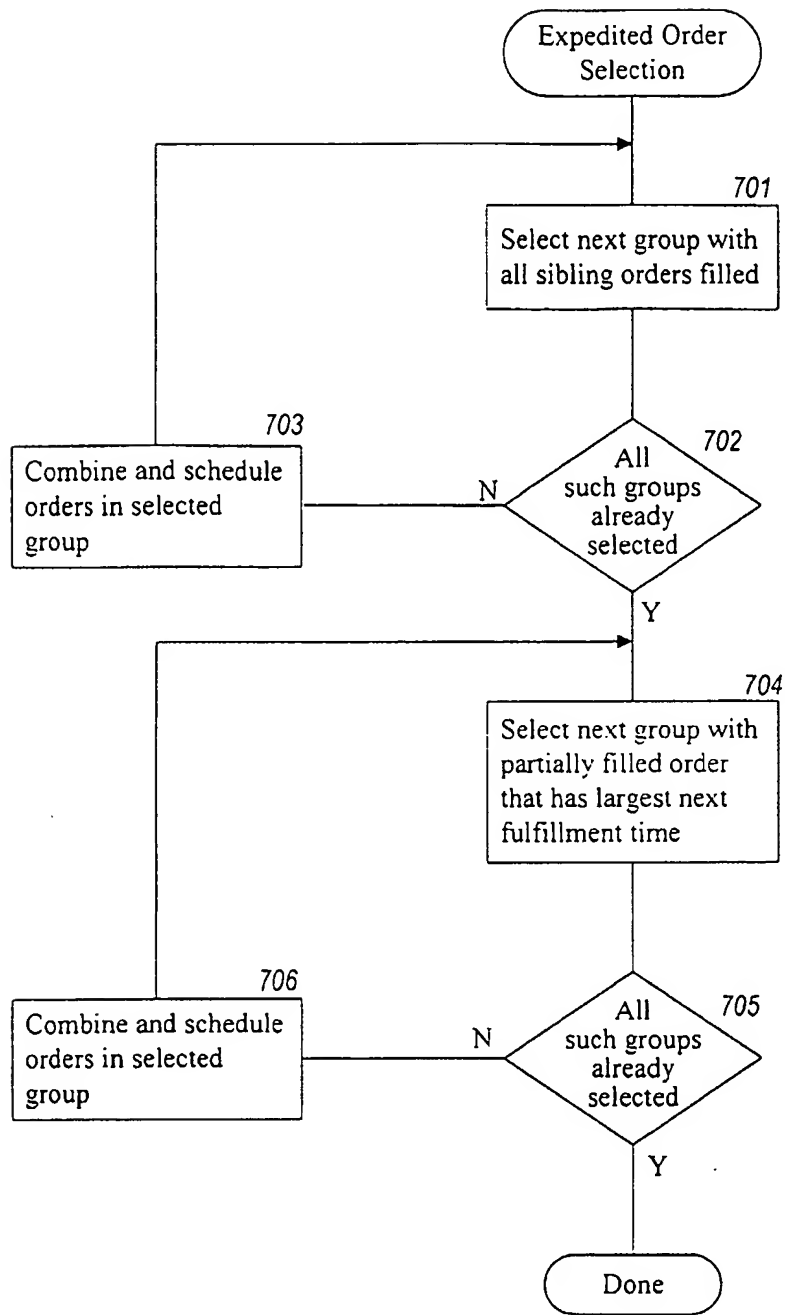 Expedited Order
Selection
701
Select next group with
all sibling orders filled
703
Combine and schedule
orders in selected
group
702
All
such groups
already
selected
N
Y
704
Select next group with
partially filled order
that has largest next
fulfillment time
706
Combine and schedule
orders in selected
group
705
All
such groups
already
selected
N
Y
Done